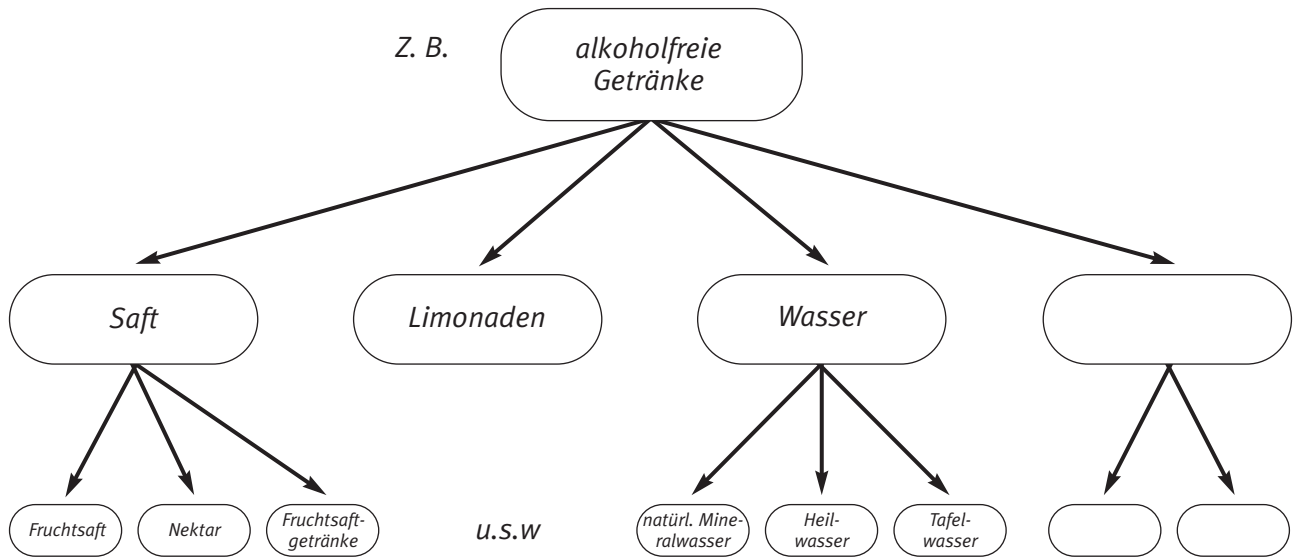 Z. B.
alkoholfreie
Getränke
Saft
Limonaden
Wasser
Fruchtsaft
Nektar
Fruchtsaft-
getränke
u.s.w
natürl. Mine-
ralwasser
Heil-
wasser
Tafel-
wasser